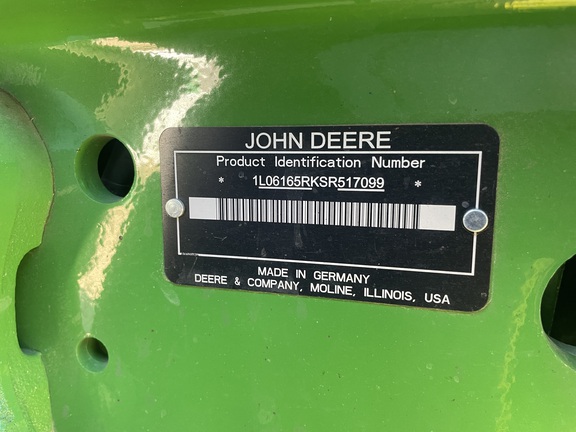 JOHN DEERE
Product Identification Number
* 1L06165RKSR517099 *
MADE IN GERMANY
DEERE & COMPANY, MOLINE, ILLINOIS, USA